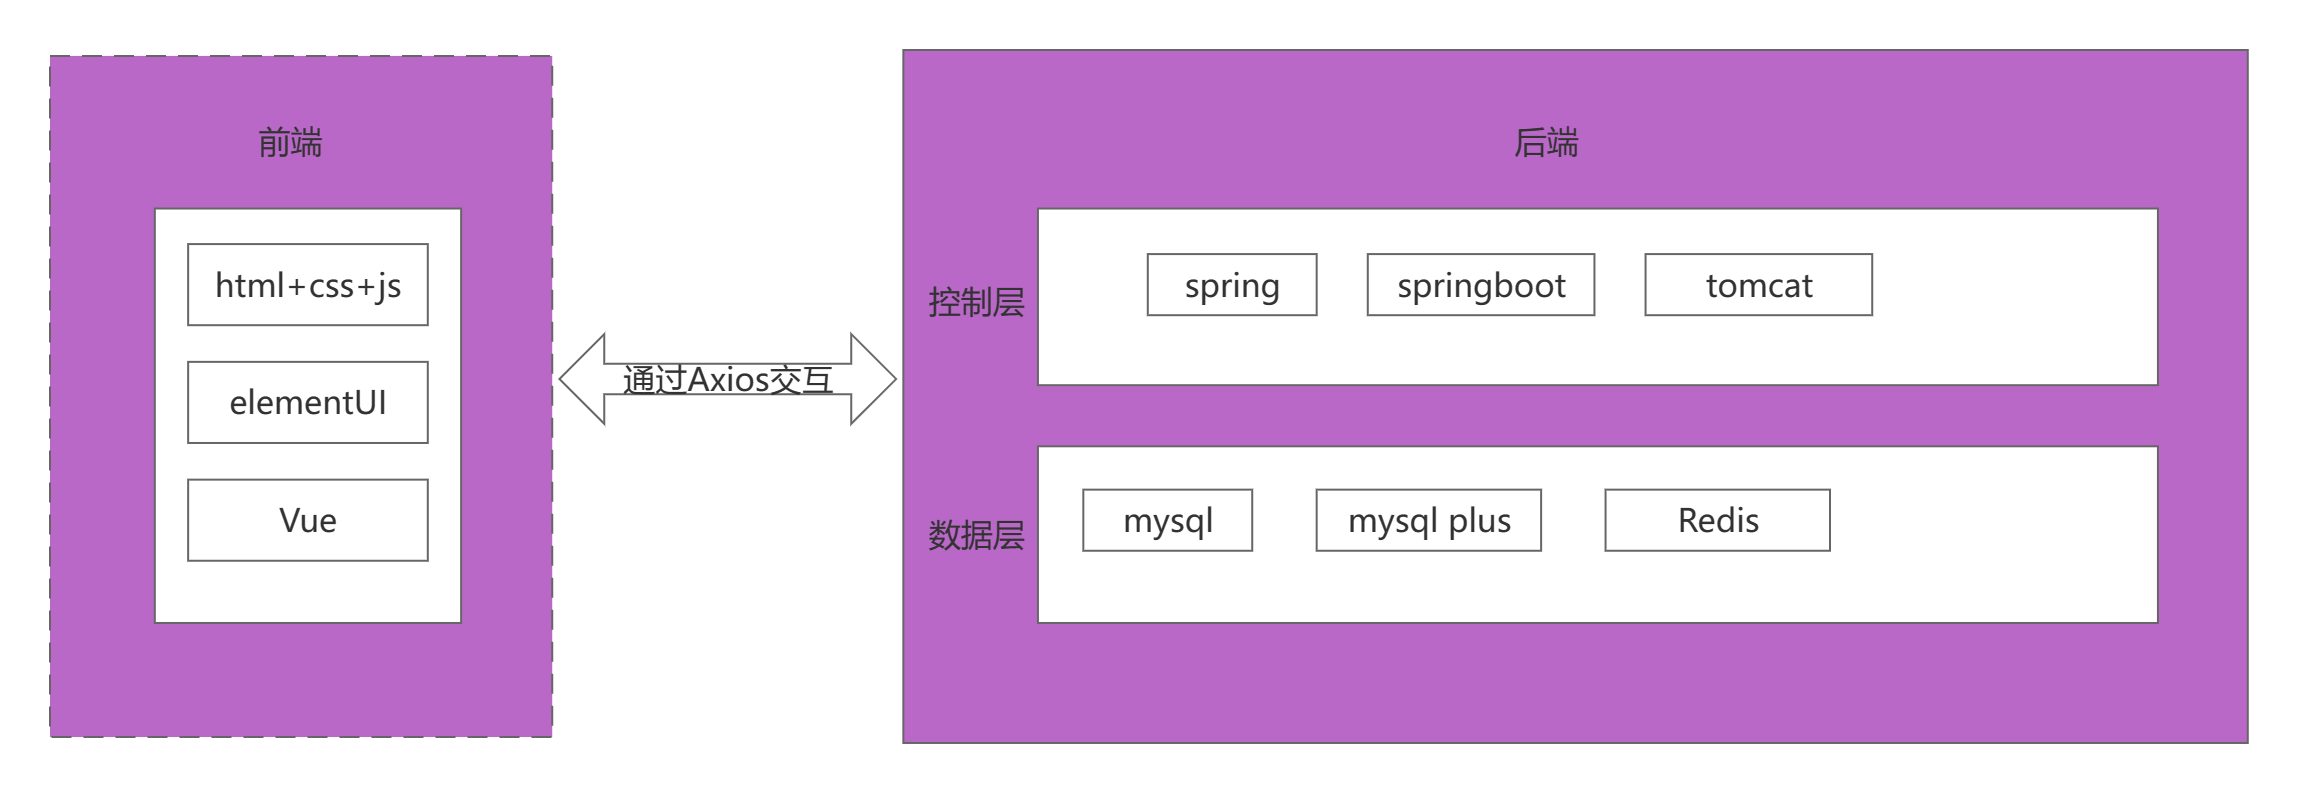 前端
html+css+js
elementUI
Vue
通过Axios交互
后端
控制层
spring
springboot
tomcat
数据层
mysql
mysql plus
Redis